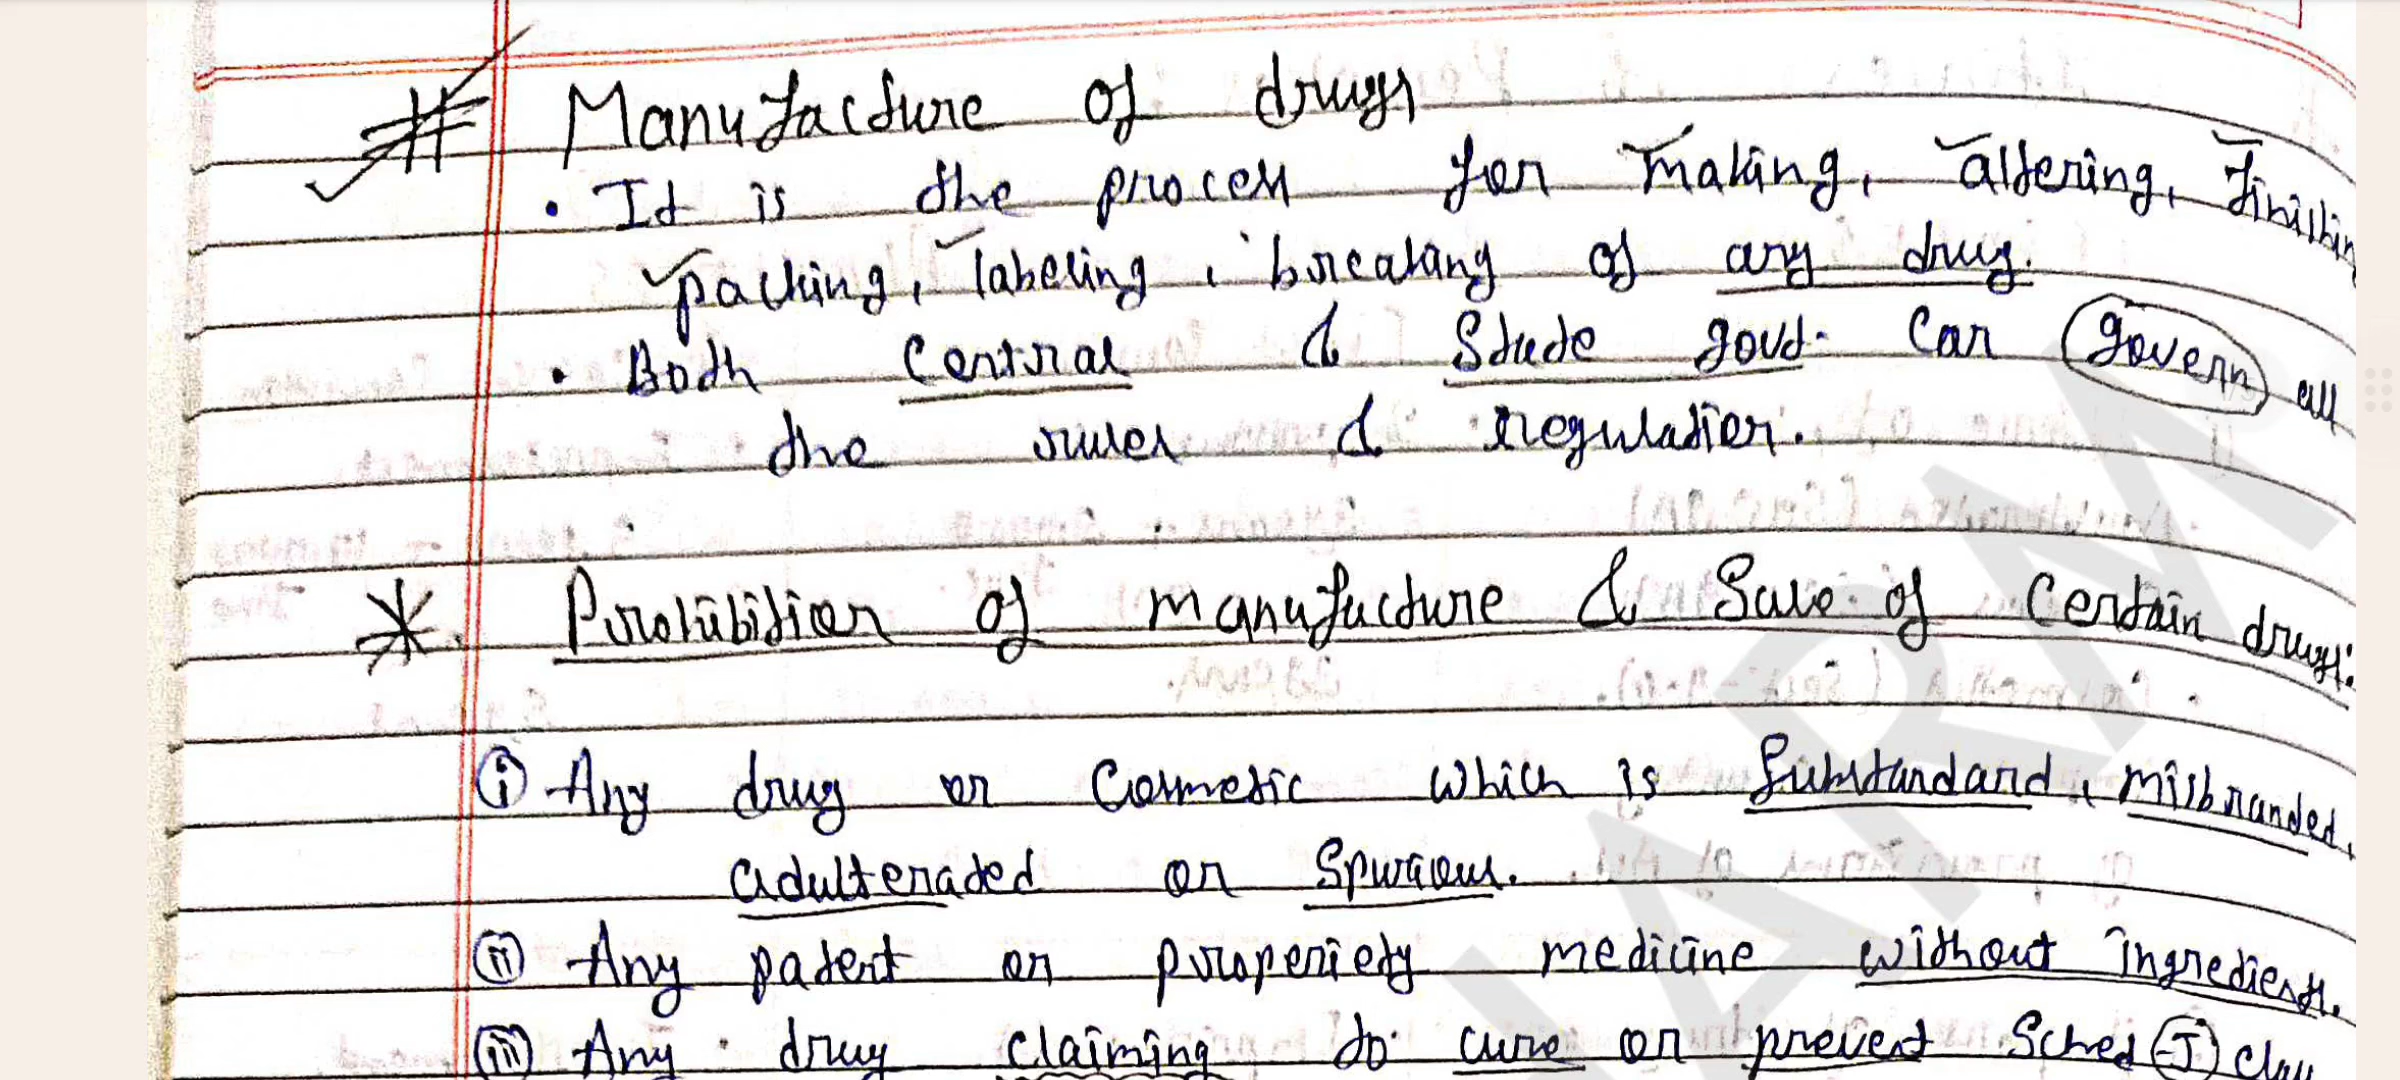 # Manufacture of drugs
• It is the process for making, altering, Finishin
packing, labeling, breaking of any drug.
• Both Central & State govt. Can govern all
the rules & regulation.
* Prohibition of manufacture & Sale of Certain drugs:
(i) Any drug or Cosmetic which is Substandard, misbranded,
adulterated or Spurious.
(ii) Any patent or properiety medicine without ingredients.
(iii) Any drug claiming to cure or prevent Sched-(J)
ARM